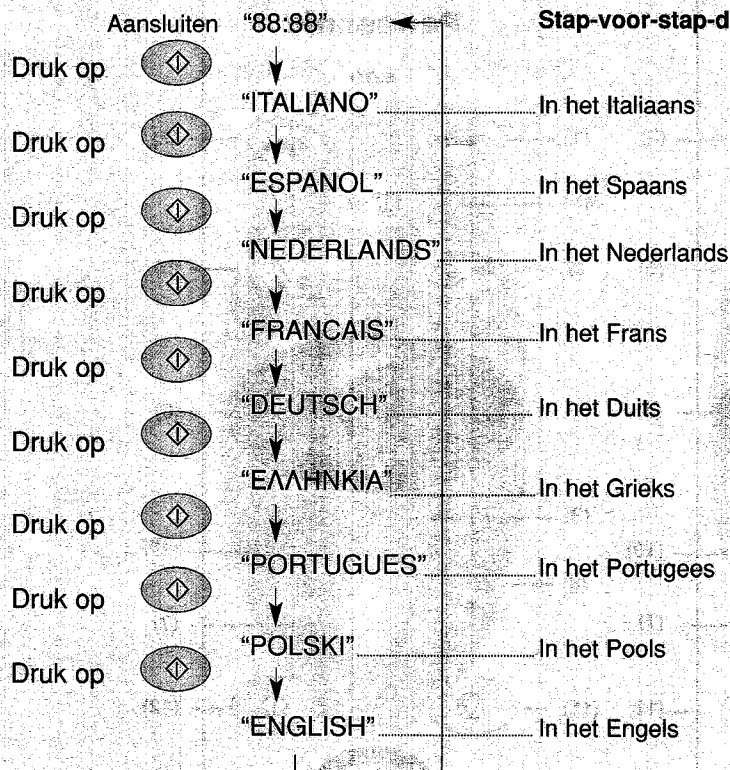 Aansluiten "88:88" Stap-voor-stap-d
Druk op
"ITALIANO" In het Italiaans
Druk op
"ESPANOL" In het Spaans
Druk op
"NEDERLANDS" In het Nederlands
Druk op
"FRANCAIS" In het Frans
Druk op
"DEUTSCH" In het Duits
Druk op
"ΕΛΛΗΝΚΙΑ" In het Grieks
Druk op
"PORTUGUES" In het Portugees
Druk op
"POLSKI" In het Pools
Druk op
"ENGLISH" In het Engels